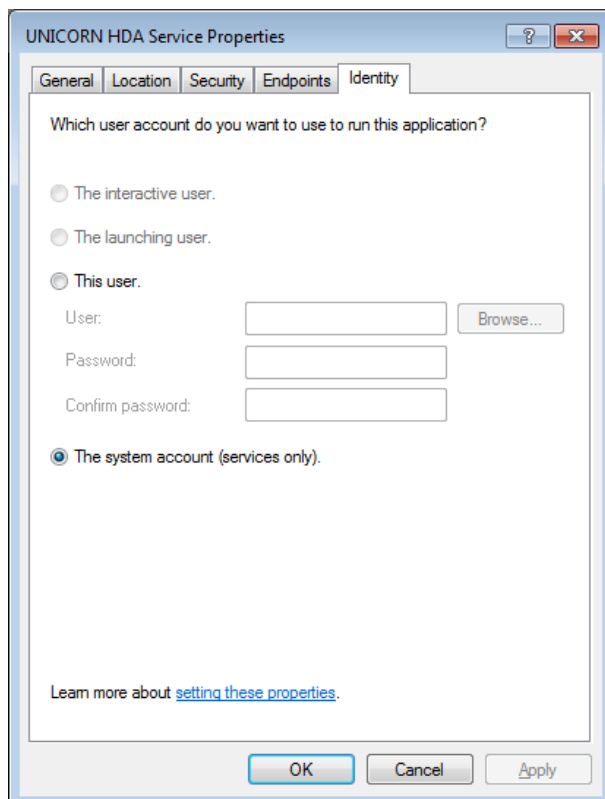 UNICORN HDA Service Properties
General Location Security Endpoints Identity
Which user account do you want to use to run this application?
The interactive user.
The launching user.
This user.
User:
Browse...
Password:
Confirm password:
The system account (services only).
Learn more about setting these properties.
OK Cancel Apply